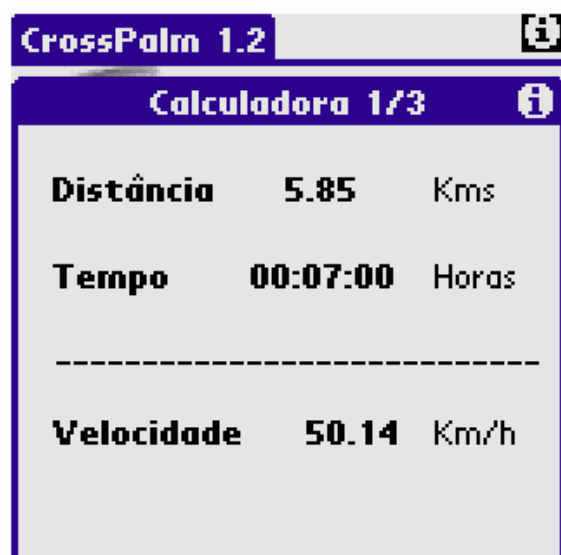 CrossPalm 1.2
Calculadora 1/3
Distância 5.85 Kms
Tempo 00:07:00 Horas
Velocidade 50.14 Km/h